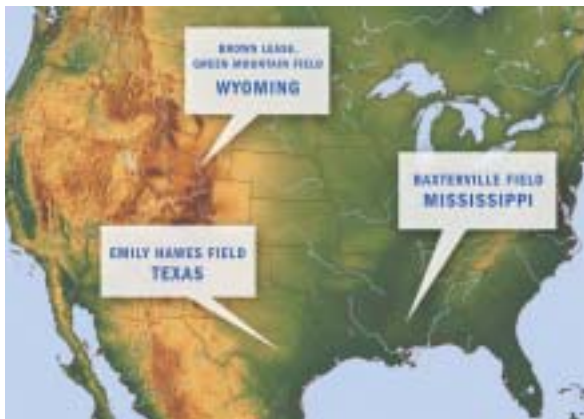 BROWN LEASE,
GREEN MOUNTAIN FIELD
WYOMING
BAXTERVILLE FIELD
MISSISSIPPI
EMILY HAWES FIELD
TEXAS